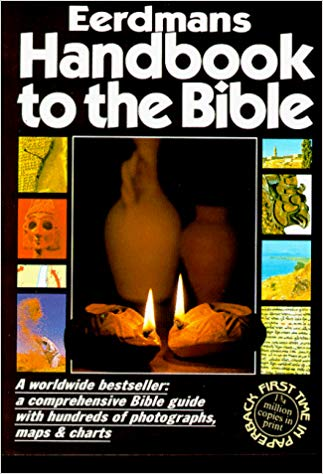 Eerdmans
Handbook
to the Bible
A worldwide bestseller:
a comprehensive Bible guide
with hundreds of photographs,
maps & charts
FIRST TIME IN PAPERBACK
1¾
million
copies in
print